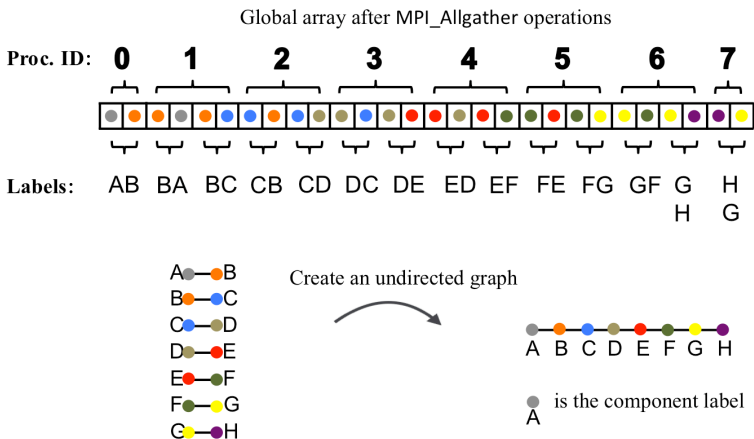 Global array after MPI_Allgather operations
Proc. ID: 0 1 2 3 4 5 6 7
Labels: AB BA BC CB CD DC DE ED EF FE FG GF G H
H G
A B
B C
C D
D E
E F
F G
G H
Create an undirected graph
A B C D E F G H
is the component label
A